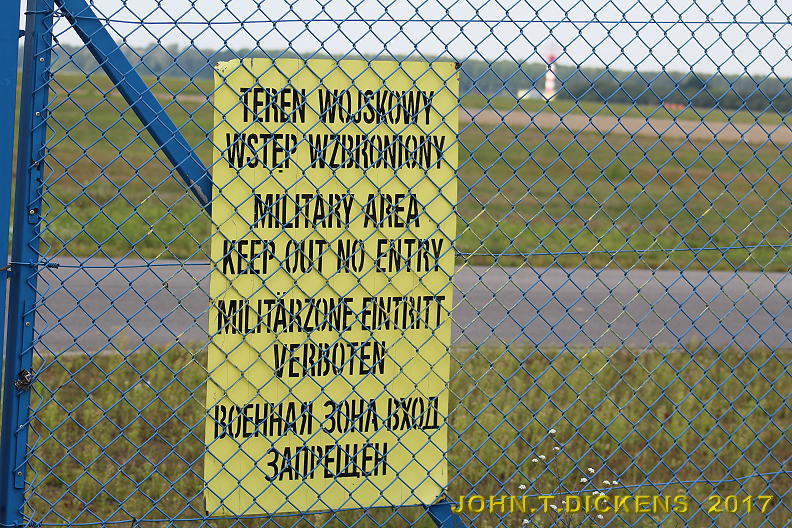 TEREN WOJSKOWY
WSTĘP WZBRONIONY
MILITARY AREA
KEEP OUT NO ENTRY
MILITÄRZONE EINTRITT
VERBOTEN
ВОЕННАЯ ЗОНА ВХОД
ЗАПРЕЩЕН
JOHN.T.DICKENS 2017